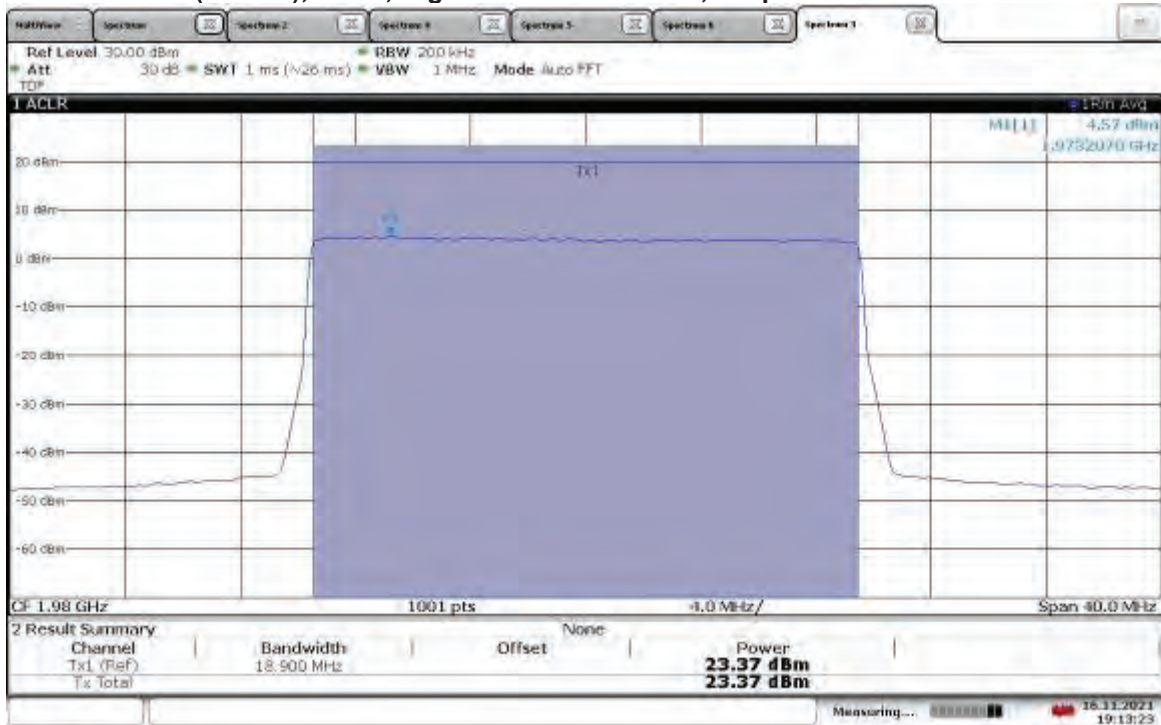 MultiView Spectrum Spectrum 2 Spectrum 4 Spectrum 5 Spectrum 6 Spectrum 3
Ref Level 30.00 dBm RBW 200 kHz
Att 30 dB SWT 1 ms (~26 ms) VBW 1 MHz Mode Auto FFT
TDF
1 ACLR 1Rm Avg
M1[1] 4.57 dBm
1.9732070 GHz
20 dBm
Tx1
10 dBm
M1
0 dBm
-10 dBm
-20 dBm
-30 dBm
-40 dBm
-50 dBm
-60 dBm
CF 1.98 GHz 1001 pts 4.0 MHz/ Span 40.0 MHz
2 Result Summary None
Channel Bandwidth Offset Power
Tx1 (Ref) 18.900 MHz 23.37 dBm
Tx Total 23.37 dBm
Measuring... 16.11.2021
19:13:23